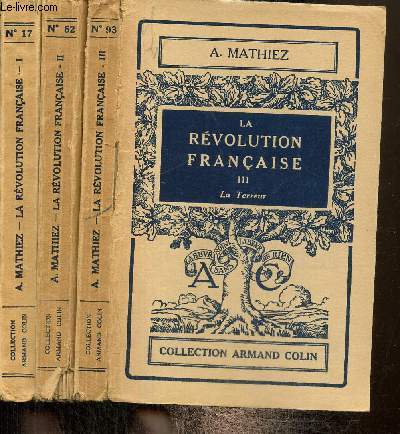 N° 17
A. MATHIEZ — LA RÉVOLUTION FRANÇAISE — I
COLLECTION
ARMAND COLIN
N° 52
A. MATHIEZ — LA RÉVOLUTION FRANÇAISE - II
COLLECTION
ARMAND COLIN
N° 93
A. MATHIEZ — LA RÉVOLUTION FRANÇAISE - III
COLLECTION
ARMAND COLIN
A. MATHIEZ
LA
RÉVOLUTION
FRANÇAISE
III
La Terreur
A C
COLLECTION ARMAND COLIN
le-livre.com